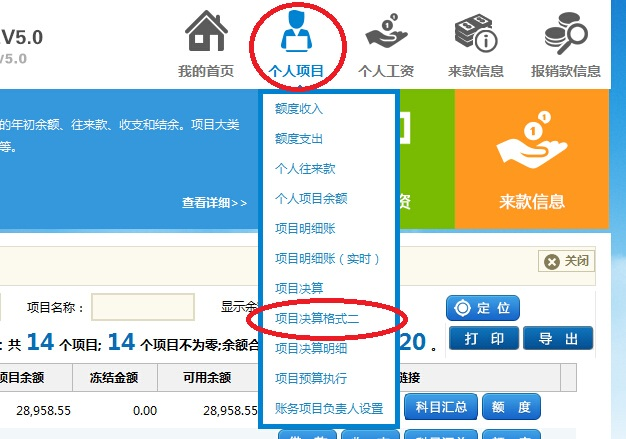 V5.0
V5.0
我的首页
个人项目
个人工资
来款信息
报销款信息
的年初余额、往来款、收支和结余。项目大类
等。
查看详细>>
额度收入
额度支出
个人往来款
个人项目余额
项目明细账
项目明细账（实时）
项目决算
项目决算格式二
项目决算明细
项目预算执行
账务项目负责人设置
资
来款信息
关闭
项目名称：
显示余
定 位
：共 14 个项目; 14 个项目不为零;余额合
20 。
打 印
导 出
项目余额
冻结金额
可用余额
链接
28,958.55
0.00
28,958.55
科目汇总
额 度